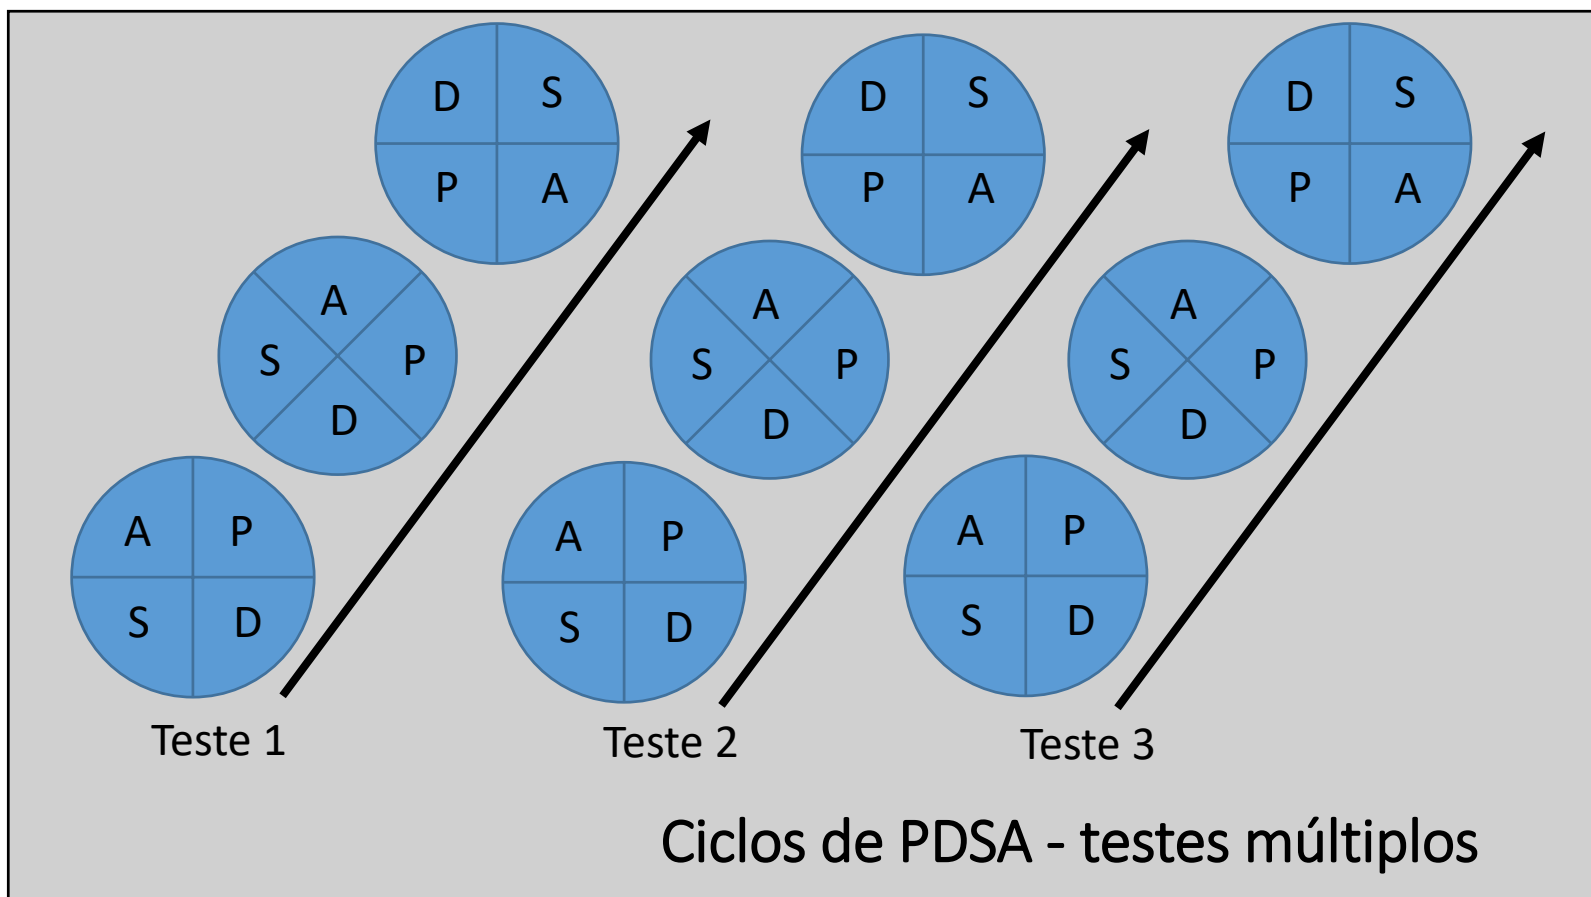 D S D S D S
P A P A P A
A A A
S P S P S P
D D D
A P A P A P
S D S D S D
Teste 1 Teste 2 Teste 3
Ciclos de PDSA - testes múltiplos